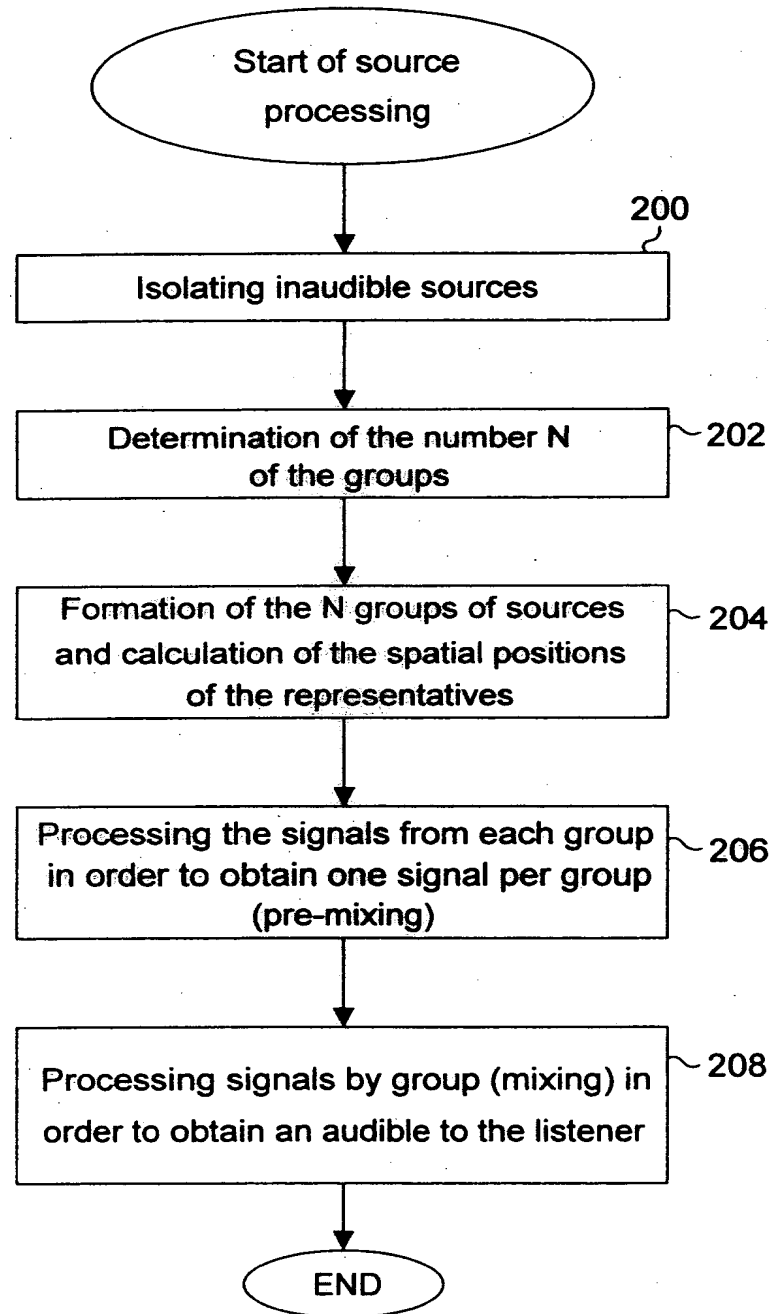 Start of source
processing
200
Isolating inaudible sources
Determination of the number N
of the groups
202
Formation of the N groups of sources
and calculation of the spatial positions
of the representatives
204
Processing the signals from each group
in order to obtain one signal per group
(pre-mixing)
206
Processing signals by group (mixing) in
order to obtain an audible to the listener
208
END